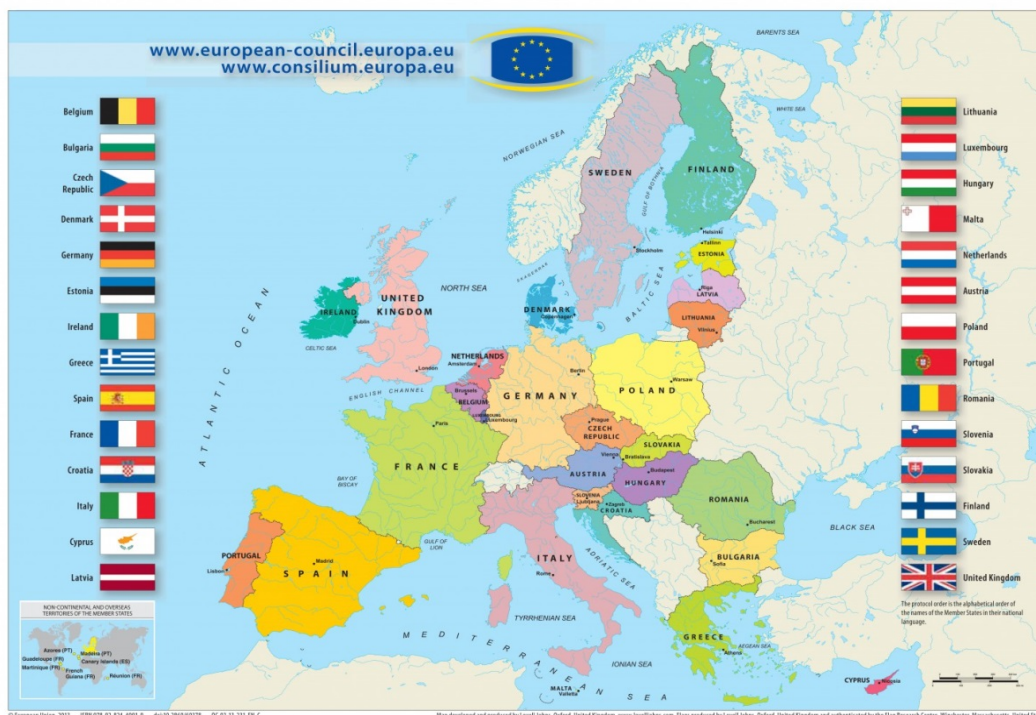 www.european-council.europa.eu
www.consilium.europa.eu
BARENTS SEA
WHITE SEA
NORWEGIAN SEA
Belgium
Bulgaria
Czech
Republic
Denmark
Germany
Estonia
Ireland
Greece
Spain
France
Croatia
Italy
Cyprus
Latvia
Lithuania
Luxembourg
Hungary
Malta
Netherlands
Austria
Poland
Portugal
Romania
Slovenia
Slovakia
Finland
Sweden
United Kingdom
The protocol order is the alphabetical order of
the names of the Member States in their national
language.
SWEDEN
FINLAND
GULF OF BOTHNIA
Helsinki
Tallinn
Stockholm
ESTONIA
SKAGERRAK
BALTIC SEA
Riga
LATVIA
LITHUANIA
Vilnius
NORTH SEA
DENMARK
Copenhagen
UNITED
KINGDOM
IRELAND
Dublin
CELTIC SEA
London
ENGLISH CHANNEL
ATLANTIC OCEAN
NETHERLANDS
Amsterdam
Brussels
BELGIUM
Luxembourg
Berlin
GERMANY
Warsaw
POLAND
Prague
CZECH
REPUBLIC
SLOVAKIA
Vienna
Bratislava
AUSTRIA
Budapest
HUNGARY
Paris
FRANCE
BAY OF
BISCAY
GULF OF
LION
SLOVENIA
Ljubljana
Zagreb
CROATIA
ROMANIA
Bucharest
BLACK SEA
BULGARIA
Sofia
ITALY
Rome
ADRIATIC SEA
PORTUGAL
Lisbon
Madrid
SPAIN
TYRRHENIAN SEA
MEDITERRANEAN SEA
IONIAN SEA
GREECE
AEGEAN SEA
Athens
MALTA
Valletta
CYPRUS
Nicosia
NON-CONTINENTAL AND OVERSEAS
TERRITORIES OF THE MEMBER STATES
Azores (PT)
Madeira (PT)
Guadeloupe (FR)
Canary Islands (ES)
Martinique (FR)
French
Guiana (FR)
Réunion (FR)